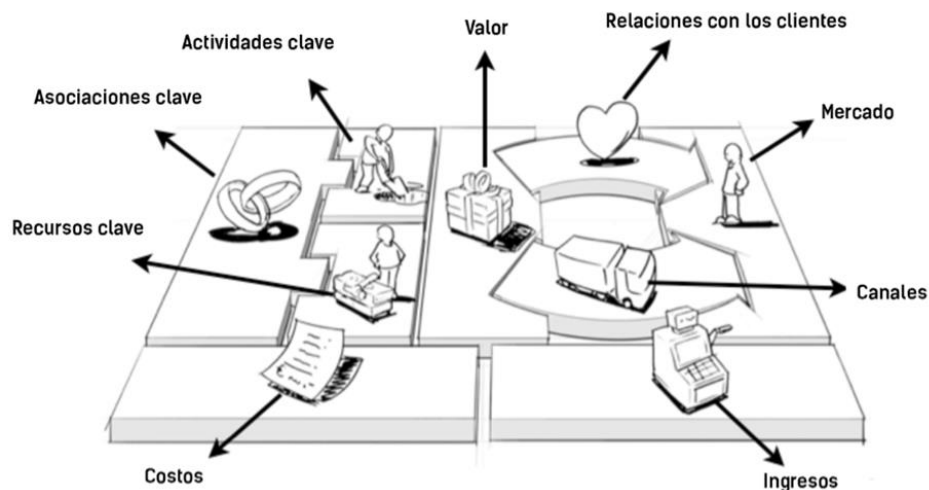 Relaciones con los clientes
Valor
Actividades clave
Asociaciones clave
Mercado
Recursos clave
Canales
Costos
Ingresos